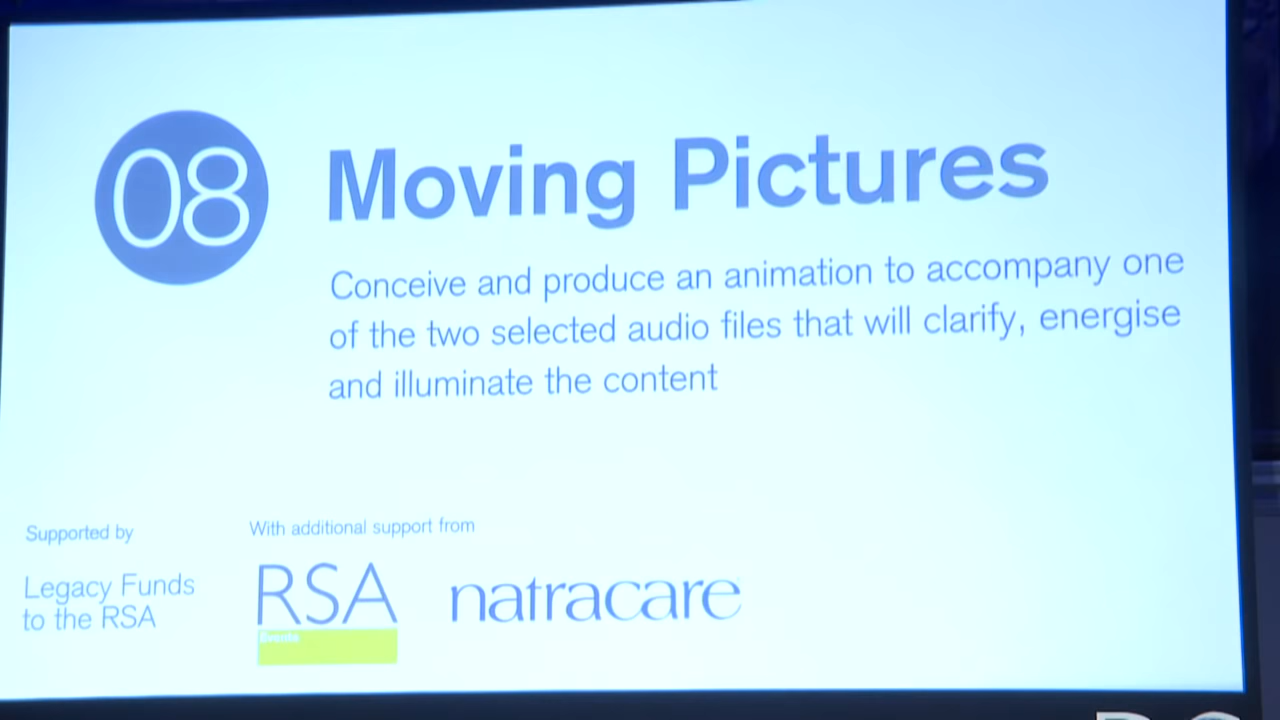 08
Moving Pictures
Conceive and produce an animation to accompany one
of the two selected audio files that will clarify, energise
and illuminate the content
Supported by
With additional support from
Legacy Funds
to the RSA
RSA
Events
natracare